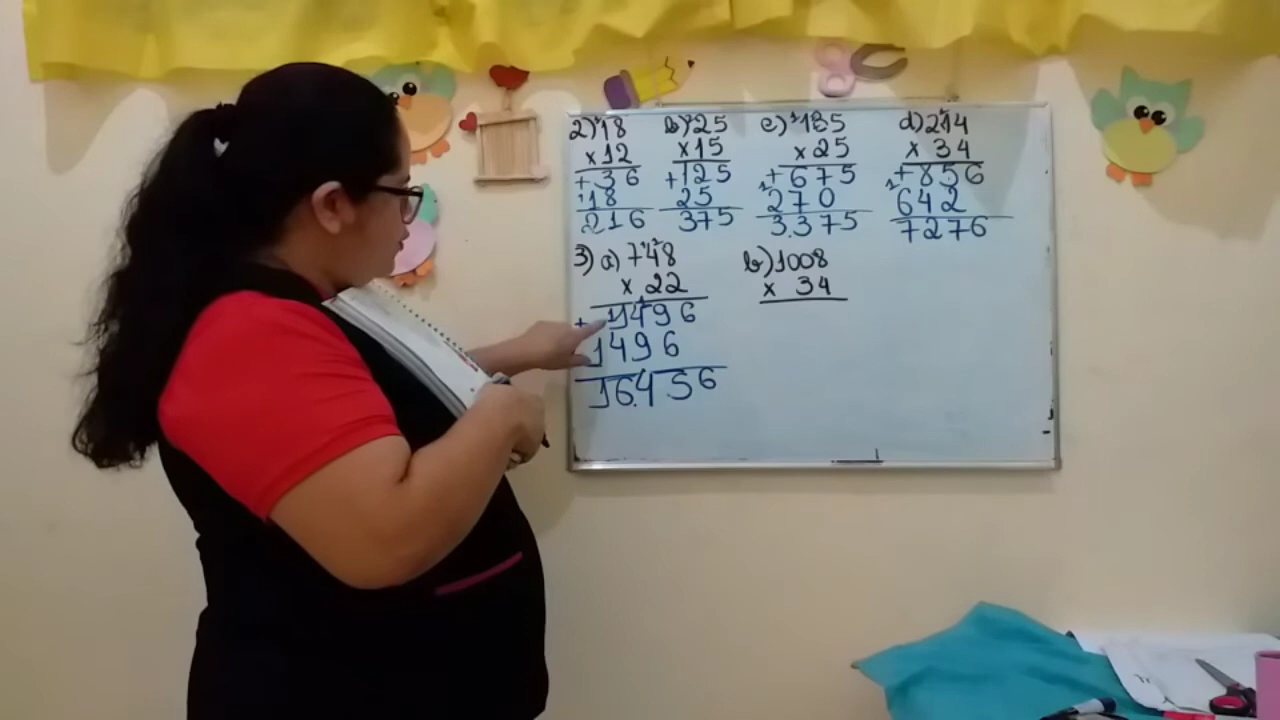 2) 18
x 12
+ 36
18
216
b) 25
x 15
+ 125
25
375
c) 135
x 25
+ 675
270
3.375
d) 214
x 34
+ 856
642
7276
3) a) 748
x 22
+ 1496
1496
16.456
b) 1008
x 34